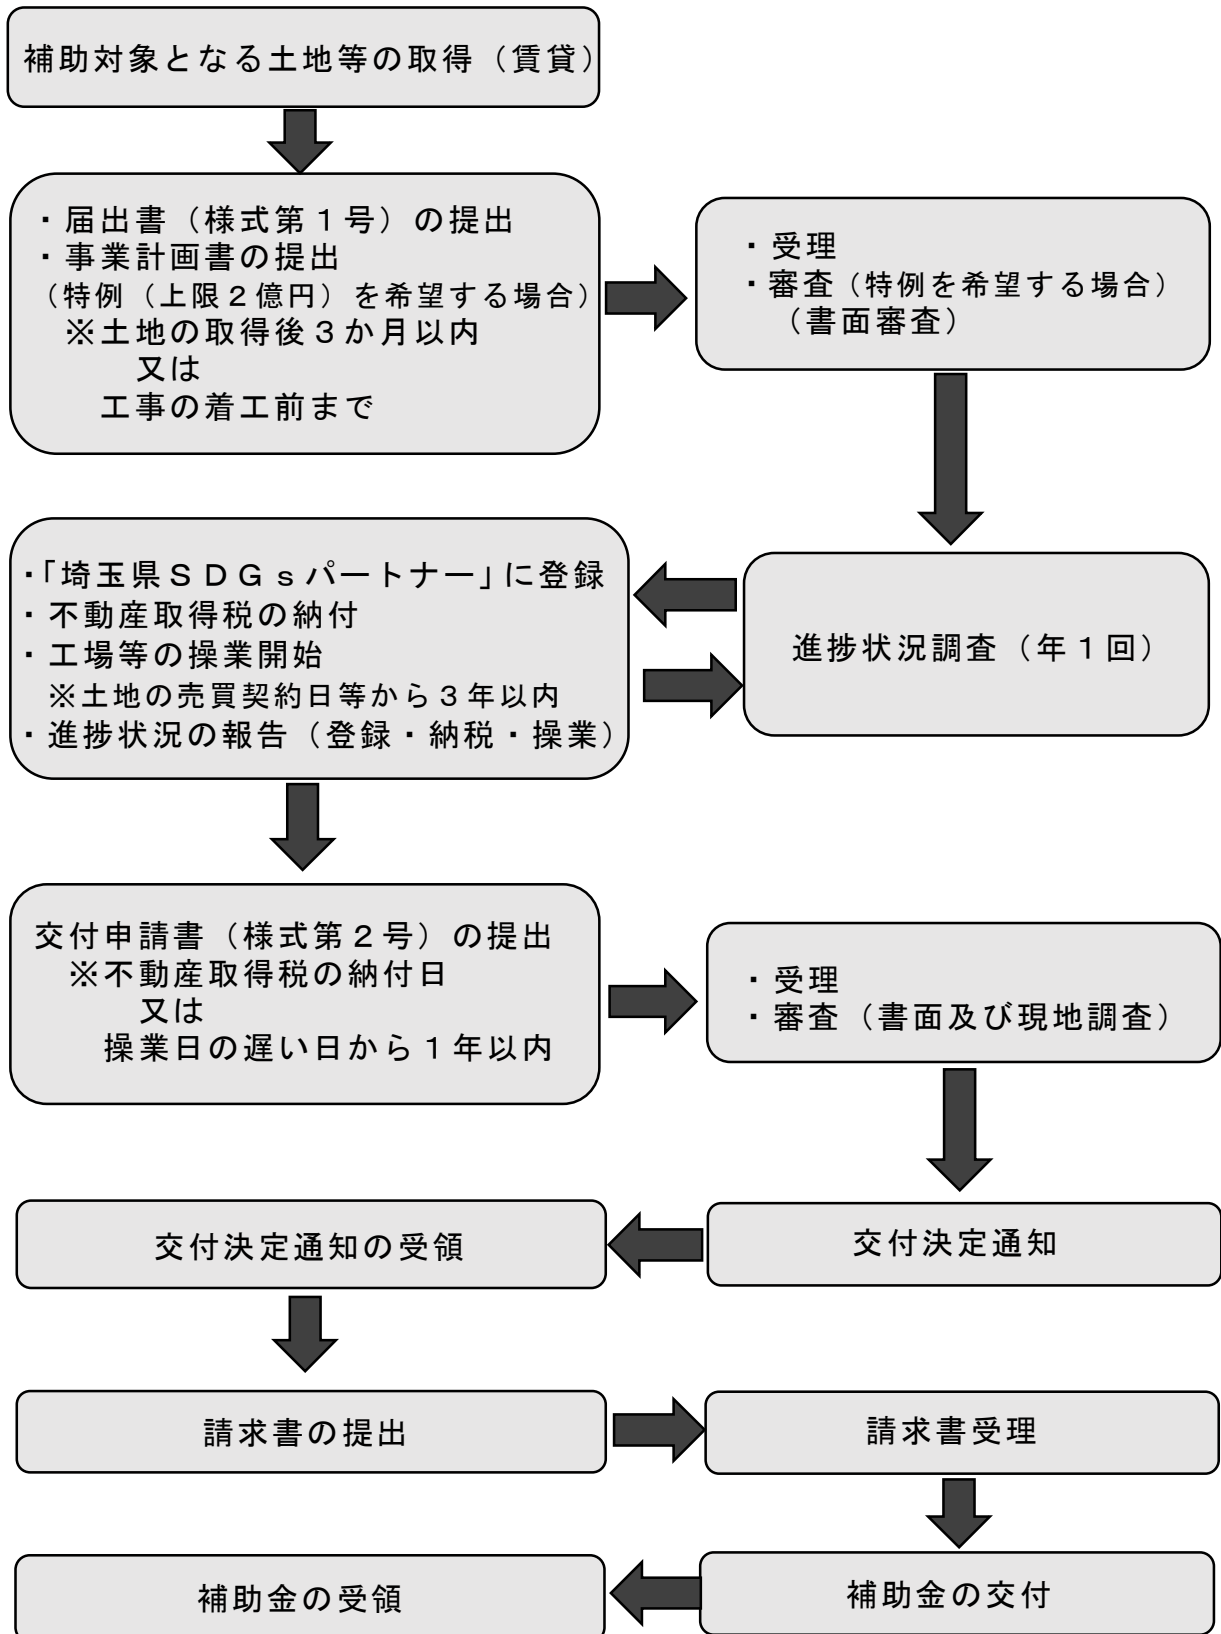 補助対象となる土地等の取得（賃貸）
・届出書（様式第１号）の提出
・事業計画書の提出
（特例（上限２億円）を希望する場合）
※土地の取得後３か月以内
又は
工事の着工前まで
・受理
・審査（特例を希望する場合）
（書面審査）
・「埼玉県ＳＤＧｓパートナー」に登録
・不動産取得税の納付
・工場等の操業開始
※土地の売買契約日等から３年以内
・進捗状況の報告（登録・納税・操業）
進捗状況調査（年１回）
交付申請書（様式第２号）の提出
※不動産取得税の納付日
又は
操業日の遅い日から１年以内
・受理
・審査（書面及び現地調査）
交付決定通知の受領
交付決定通知
請求書の提出
請求書受理
補助金の受領
補助金の交付